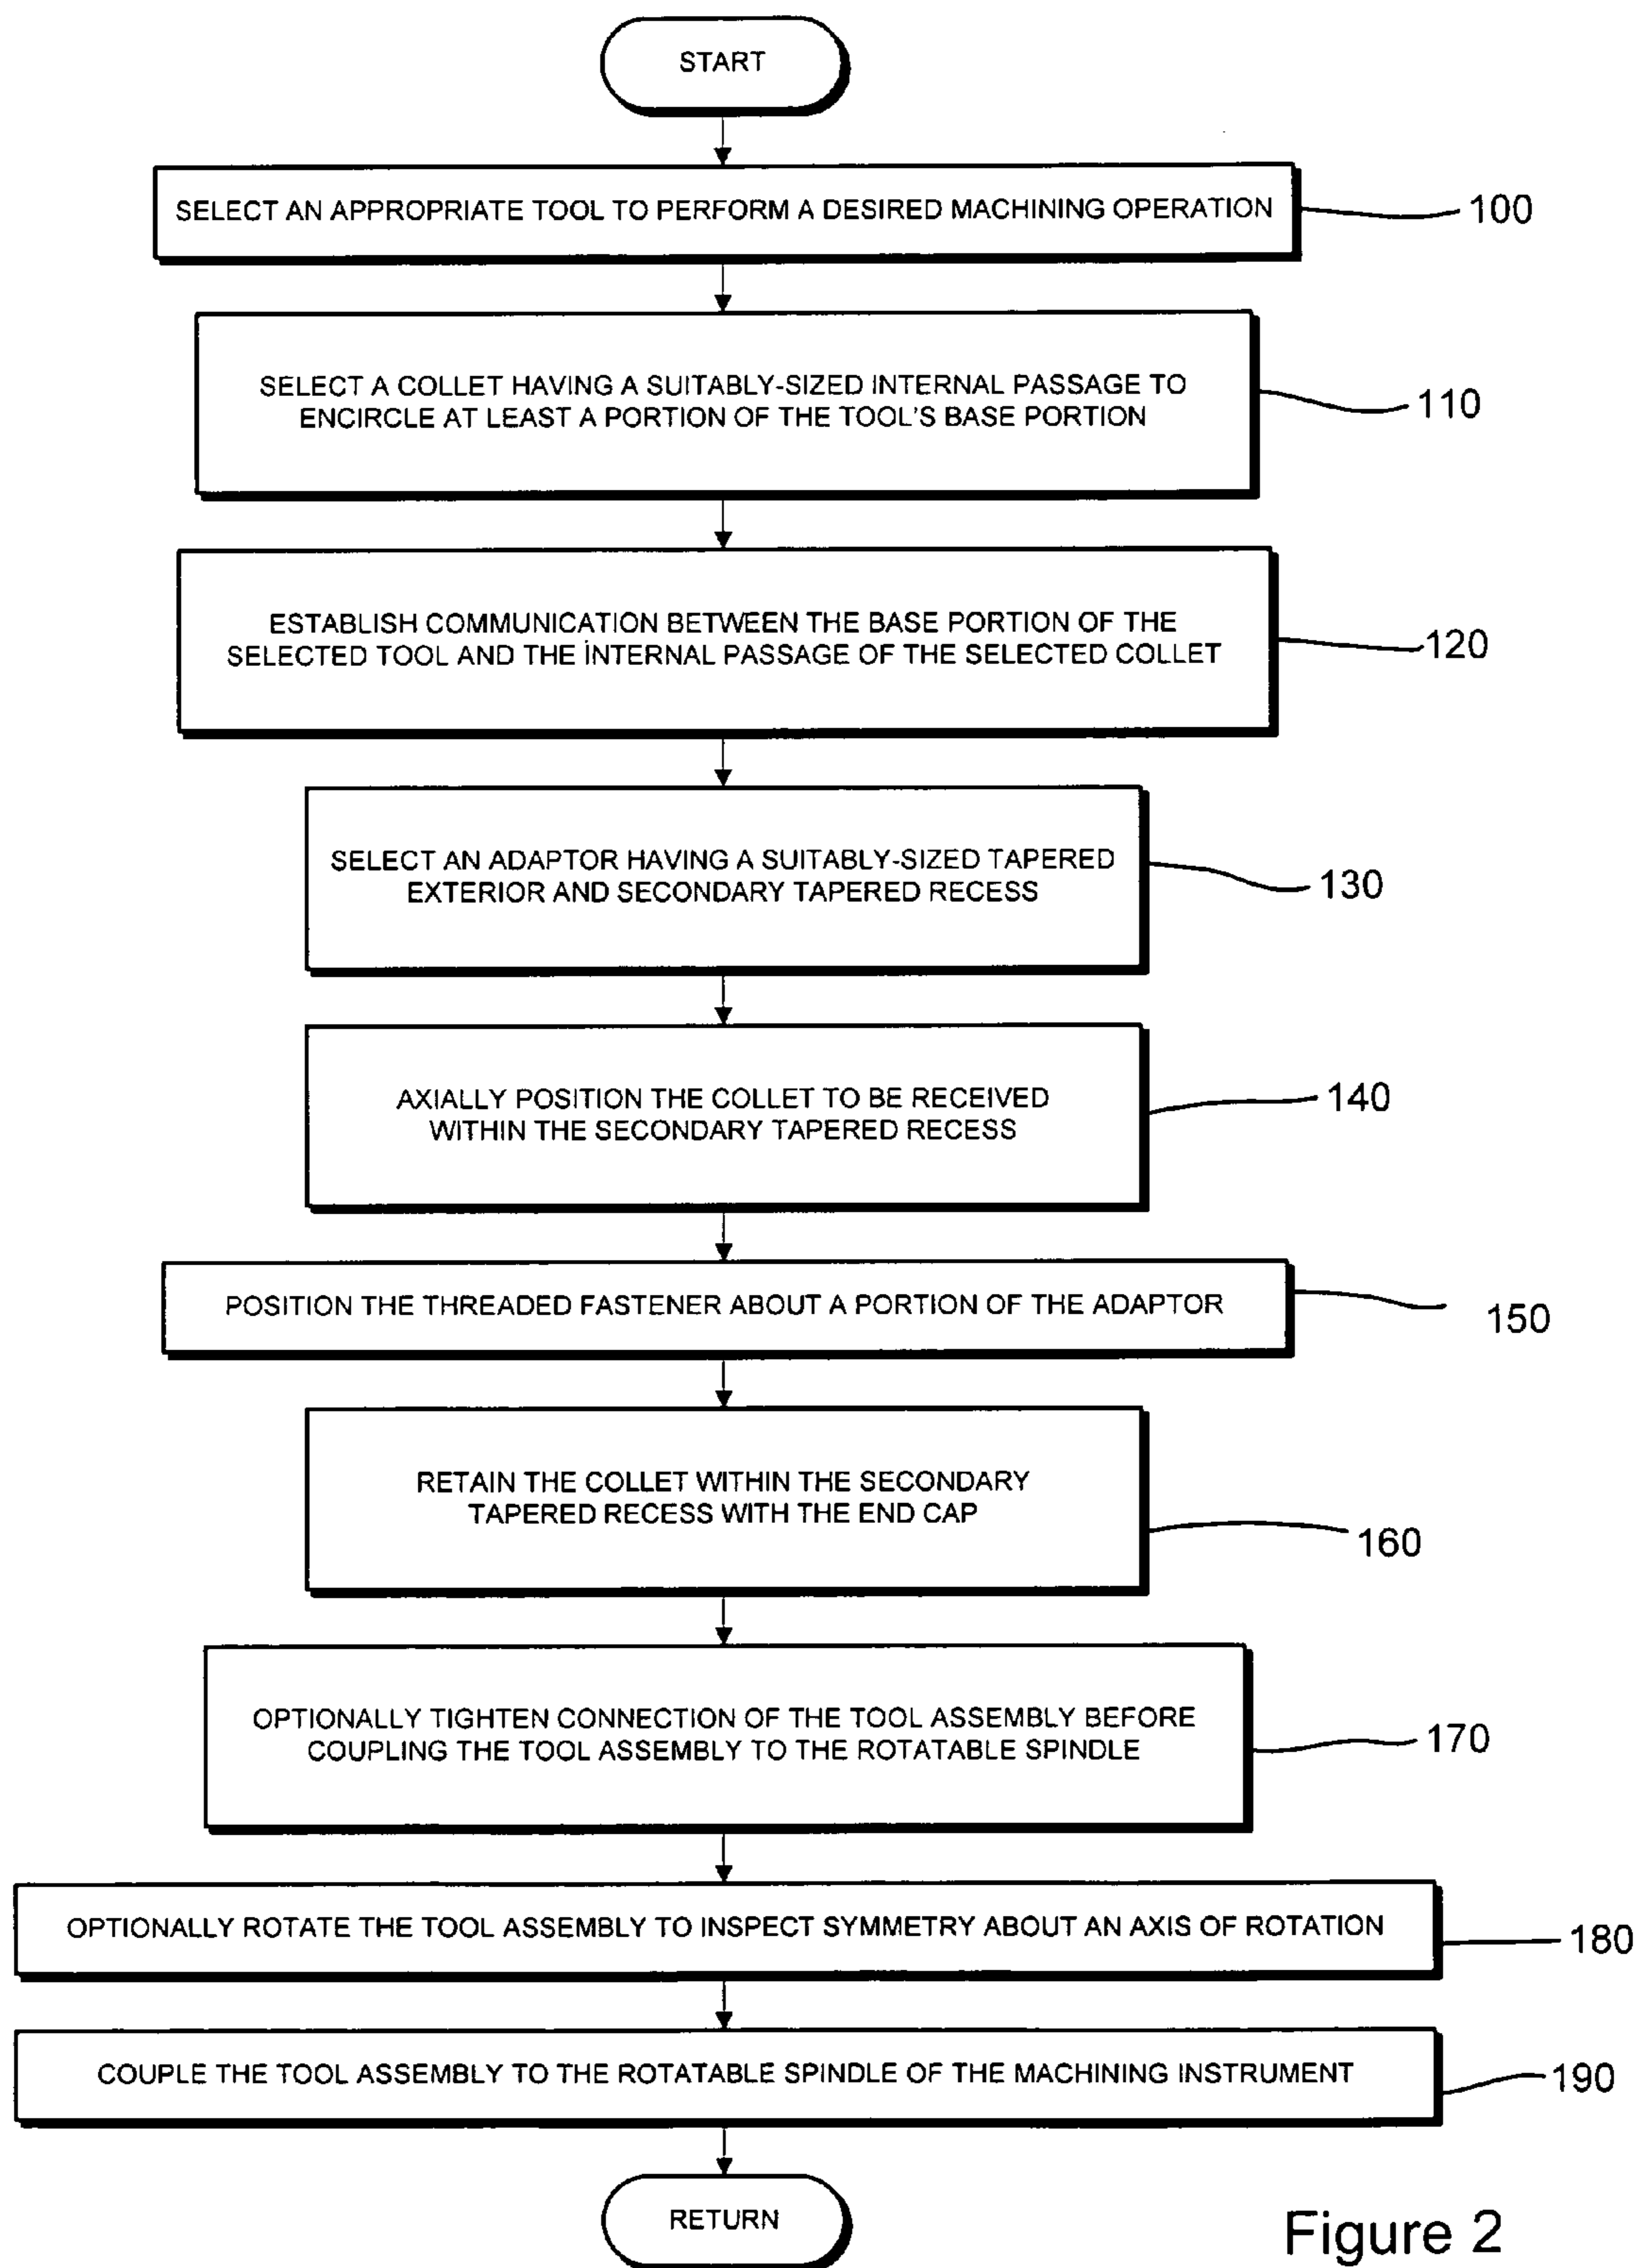 START
SELECT AN APPROPRIATE TOOL TO PERFORM A DESIRED MACHINING OPERATION
100
SELECT A COLLET HAVING A SUITABLY-SIZED INTERNAL PASSAGE TO
ENCIRCLE AT LEAST A PORTION OF THE TOOL'S BASE PORTION
110
ESTABLISH COMMUNICATION BETWEEN THE BASE PORTION OF THE
SELECTED TOOL AND THE INTERNAL PASSAGE OF THE SELECTED COLLET
120
SELECT AN ADAPTOR HAVING A SUITABLY-SIZED TAPERED
EXTERIOR AND SECONDARY TAPERED RECESS
130
AXIALLY POSITION THE COLLET TO BE RECEIVED
WITHIN THE SECONDARY TAPERED RECESS
140
POSITION THE THREADED FASTENER ABOUT A PORTION OF THE ADAPTOR
150
RETAIN THE COLLET WITHIN THE SECONDARY
TAPERED RECESS WITH THE END CAP
160
OPTIONALLY TIGHTEN CONNECTION OF THE TOOL ASSEMBLY BEFORE
COUPLING THE TOOL ASSEMBLY TO THE ROTATABLE SPINDLE
170
OPTIONALLY ROTATE THE TOOL ASSEMBLY TO INSPECT SYMMETRY ABOUT AN AXIS OF ROTATION
180
COUPLE THE TOOL ASSEMBLY TO THE ROTATABLE SPINDLE OF THE MACHINING INSTRUMENT
190
RETURN
Figure 2